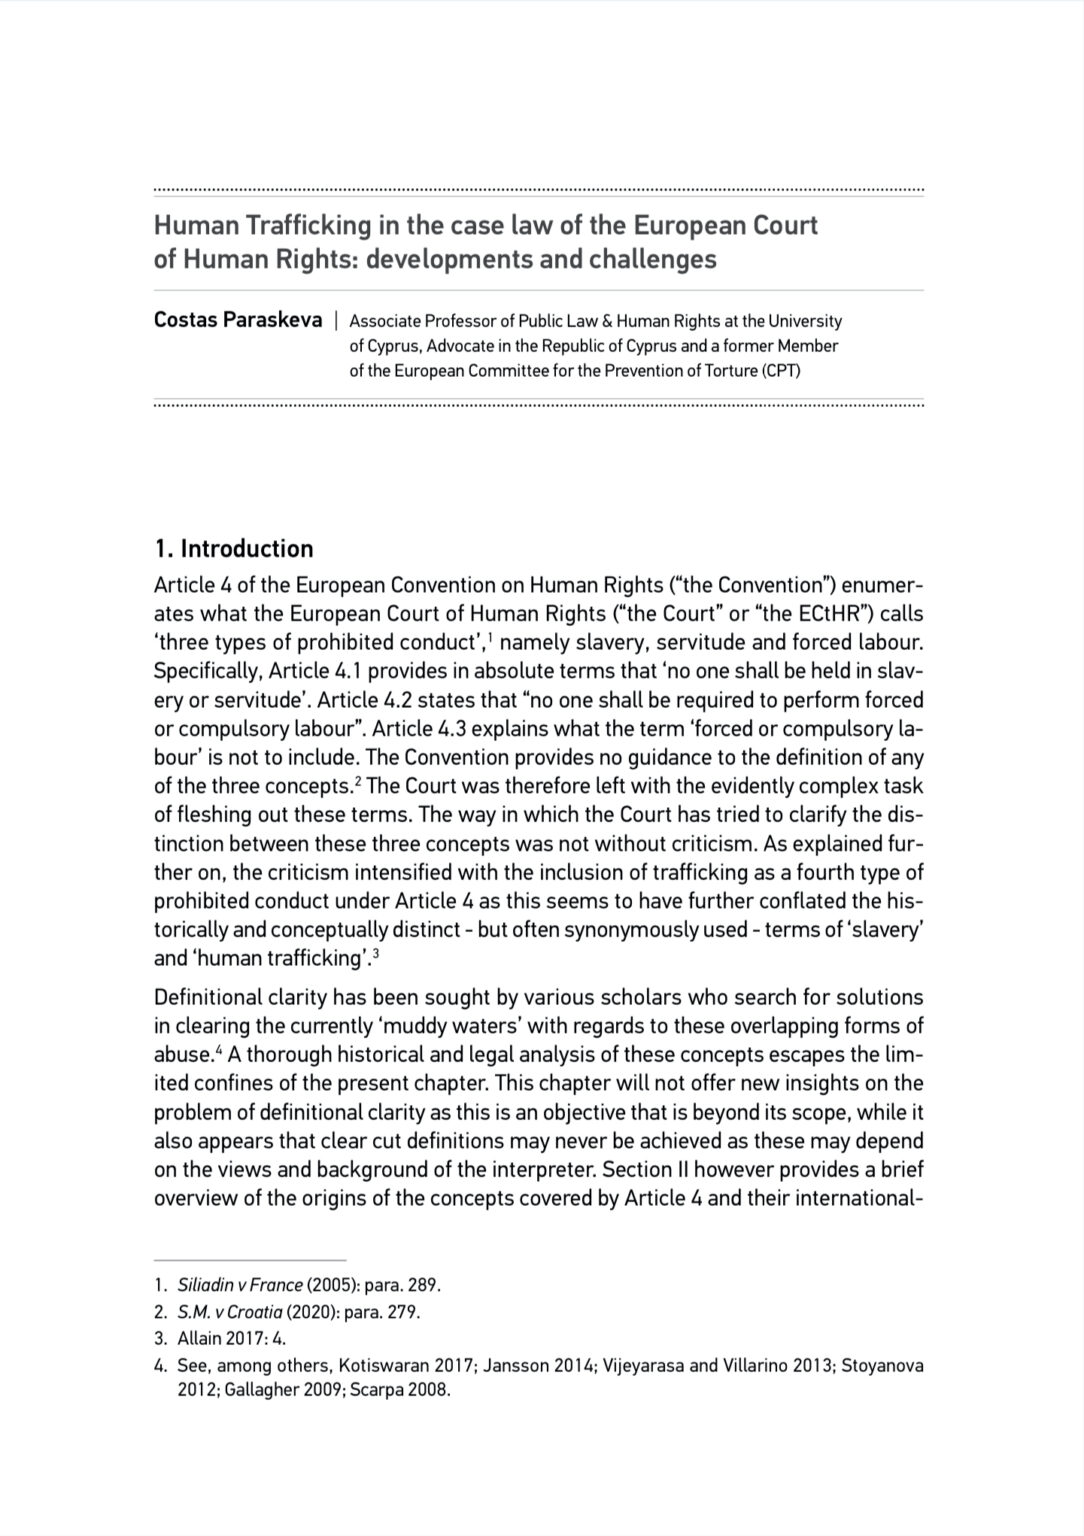 Human Trafficking in the case law of the European Court
of Human Rights: developments and challenges
Costas Paraskeva | Associate Professor of Public Law & Human Rights at the University
of Cyprus, Advocate in the Republic of Cyprus and a former Member
of the European Committee for the Prevention of Torture (CPT)
1. Introduction
Article 4 of the European Convention on Human Rights (“the Convention”) enumer-
ates what the European Court of Human Rights (“the Court” or “the ECtHR”) calls
‘three types of prohibited conduct’,¹ namely slavery, servitude and forced labour.
Specifically, Article 4.1 provides in absolute terms that ‘no one shall be held in slav-
ery or servitude’. Article 4.2 states that “no one shall be required to perform forced
or compulsory labour”. Article 4.3 explains what the term ‘forced or compulsory la-
bour’ is not to include. The Convention provides no guidance to the definition of any
of the three concepts.² The Court was therefore left with the evidently complex task
of fleshing out these terms. The way in which the Court has tried to clarify the dis-
tinction between these three concepts was not without criticism. As explained fur-
ther on, the criticism intensified with the inclusion of trafficking as a fourth type of
prohibited conduct under Article 4 as this seems to have further conflated the his-
torically and conceptually distinct - but often synonymously used - terms of ‘slavery’
and ‘human trafficking’.³
Definitional clarity has been sought by various scholars who search for solutions
in clearing the currently ‘muddy waters’ with regards to these overlapping forms of
abuse.⁴ A thorough historical and legal analysis of these concepts escapes the lim-
ited confines of the present chapter. This chapter will not offer new insights on the
problem of definitional clarity as this is an objective that is beyond its scope, while it
also appears that clear cut definitions may never be achieved as these may depend
on the views and background of the interpreter. Section II however provides a brief
overview of the origins of the concepts covered by Article 4 and their international-
1. Siliadin v France (2005): para. 289.
2. S.M. v Croatia (2020): para. 279.
3. Allain 2017: 4.
4. See, among others, Kotiswaran 2017; Jansson 2014; Vijeyarasa and Villarino 2013; Stoyanova
2012; Gallagher 2009; Scarpa 2008.